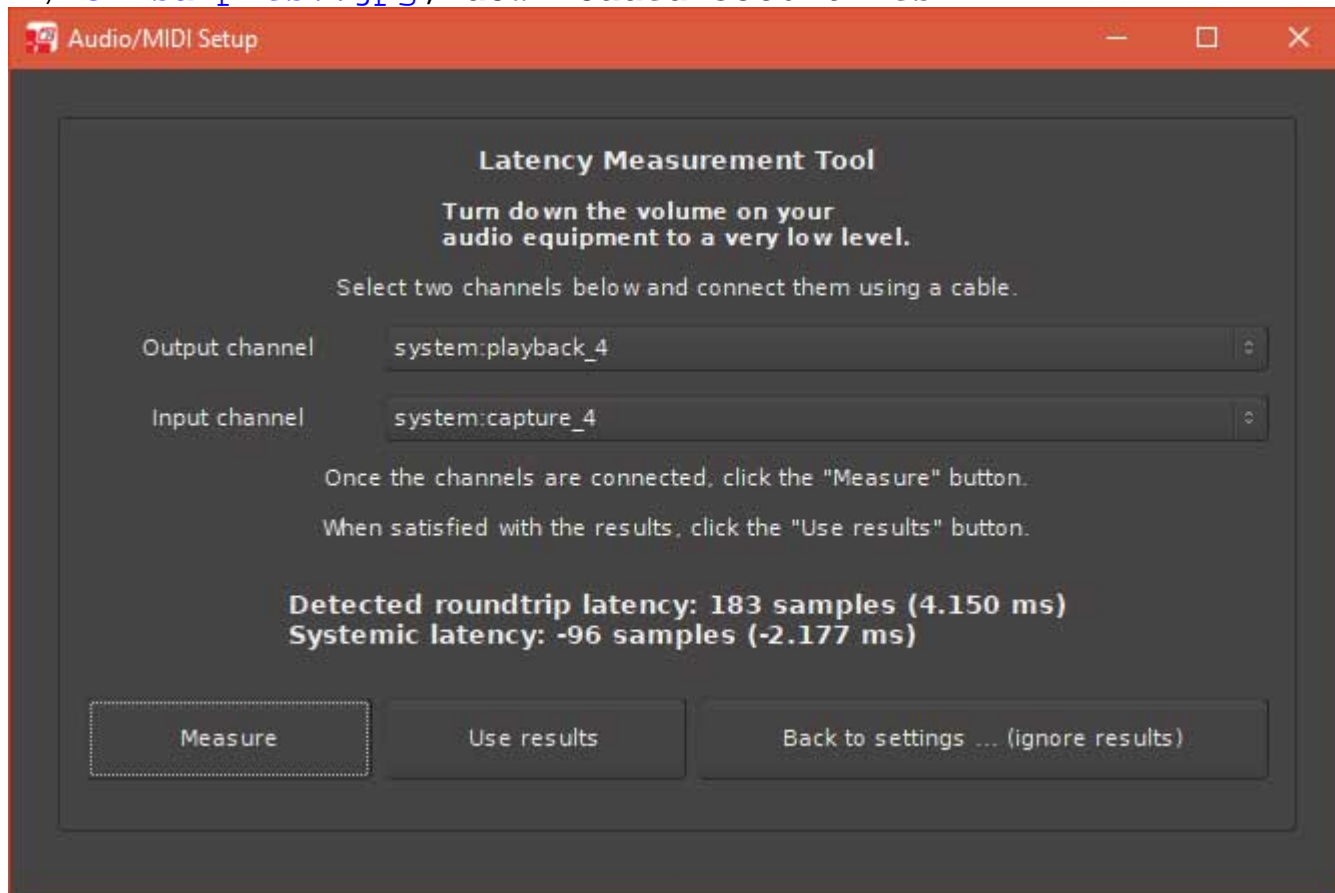 Audio/MIDI Setup
Latency Measurement Tool
Turn down the volume on your
audio equipment to a very low level.
Select two channels below and connect them using a cable.
Output channel system:playback_4
Input channel system:capture_4
Once the channels are connected, click the "Measure" button.
When satisfied with the results, click the "Use results" button.
Detected roundtrip latency: 183 samples (4.150 ms)
Systemic latency: -96 samples (-2.177 ms)
Measure Use results Back to settings ... (ignore results)